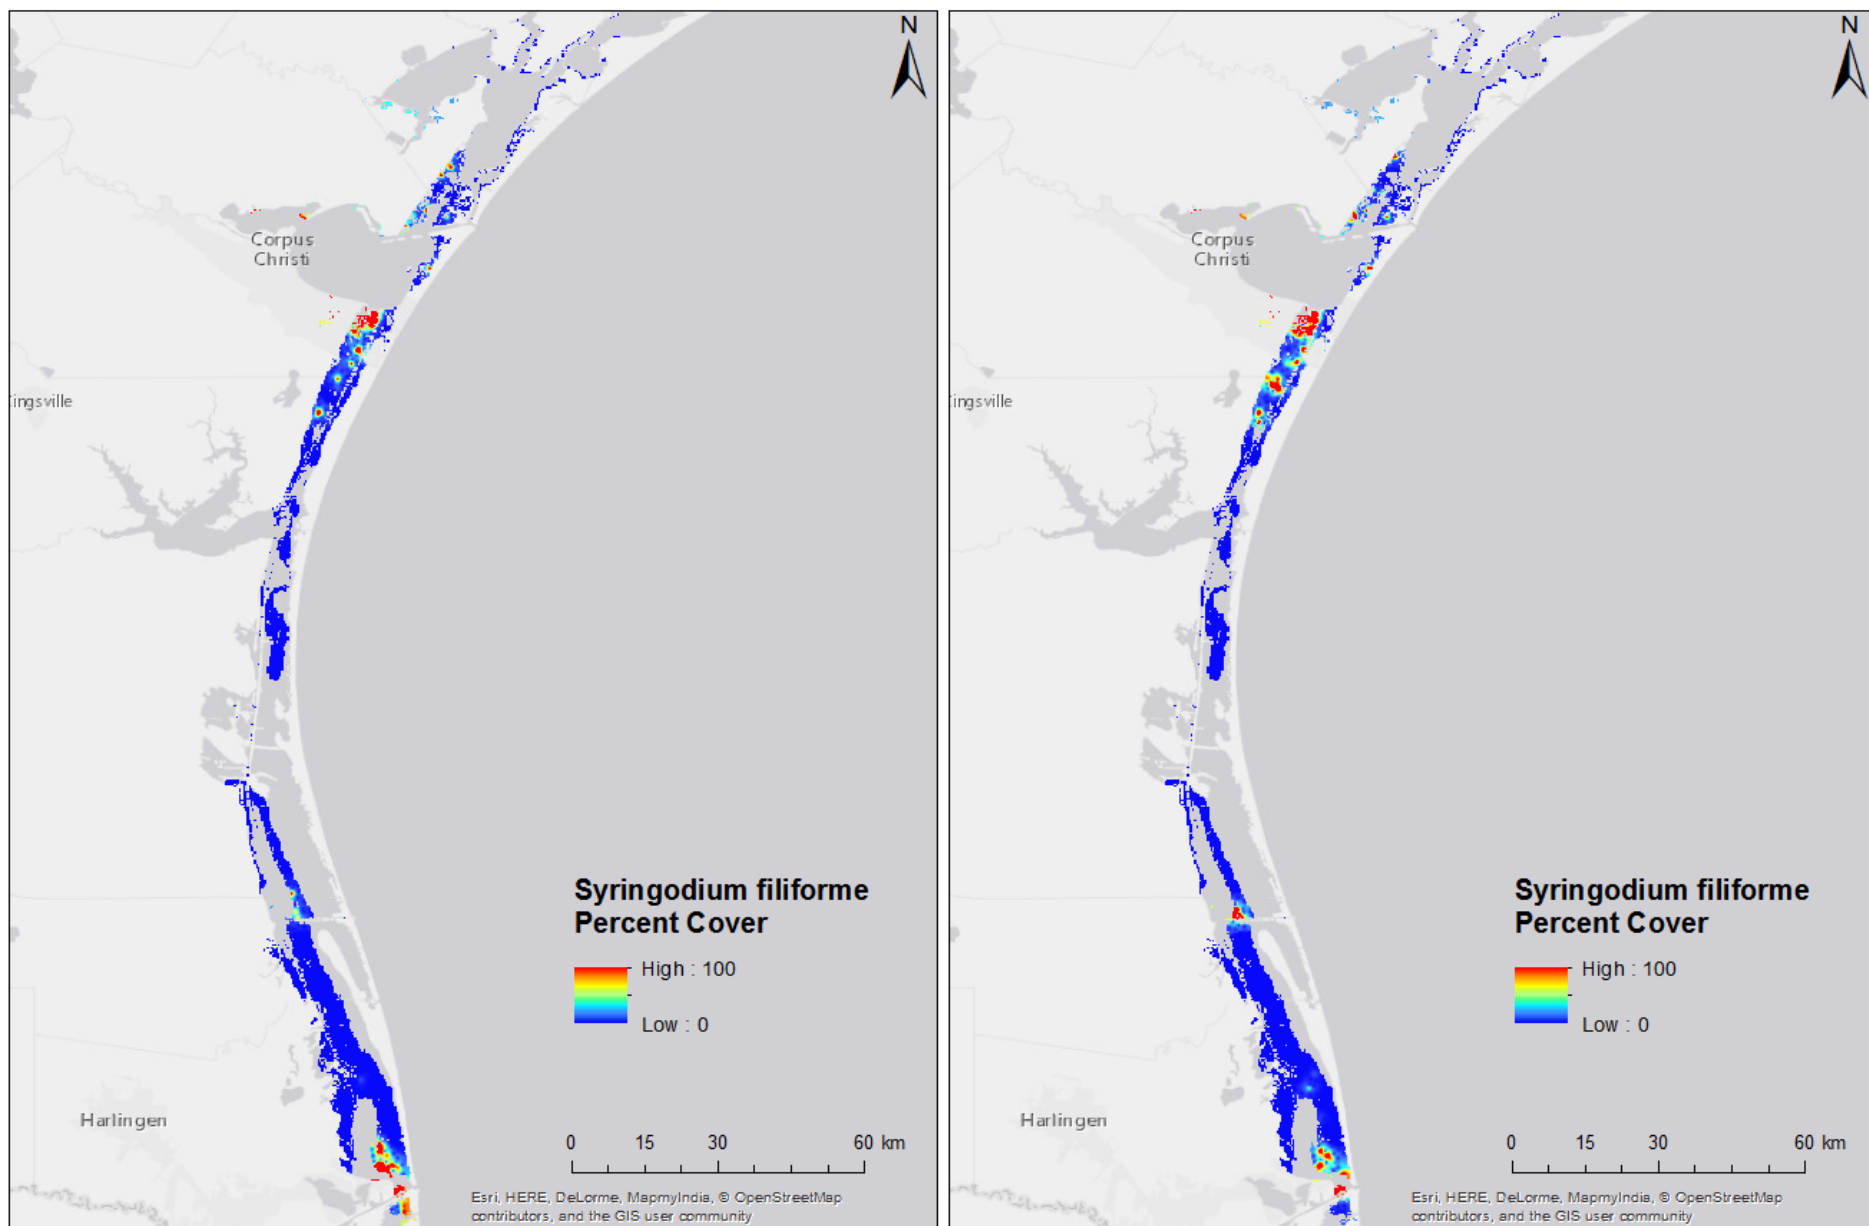 N
Corpus
Christi
ingsville
Syringodium filiforme
Percent Cover
High : 100
Low : 0
Harlingen
0 15 30 60 km
Esri, HERE, DeLorme, MapmyIndia, © OpenStreetMap
contributors, and the GIS user community
N
Corpus
Christi
ingsville
Syringodium filiforme
Percent Cover
High : 100
Low : 0
Harlingen
0 15 30 60 km
Esri, HERE, DeLorme, MapmyIndia, © OpenStreetMap
contributors, and the GIS user community